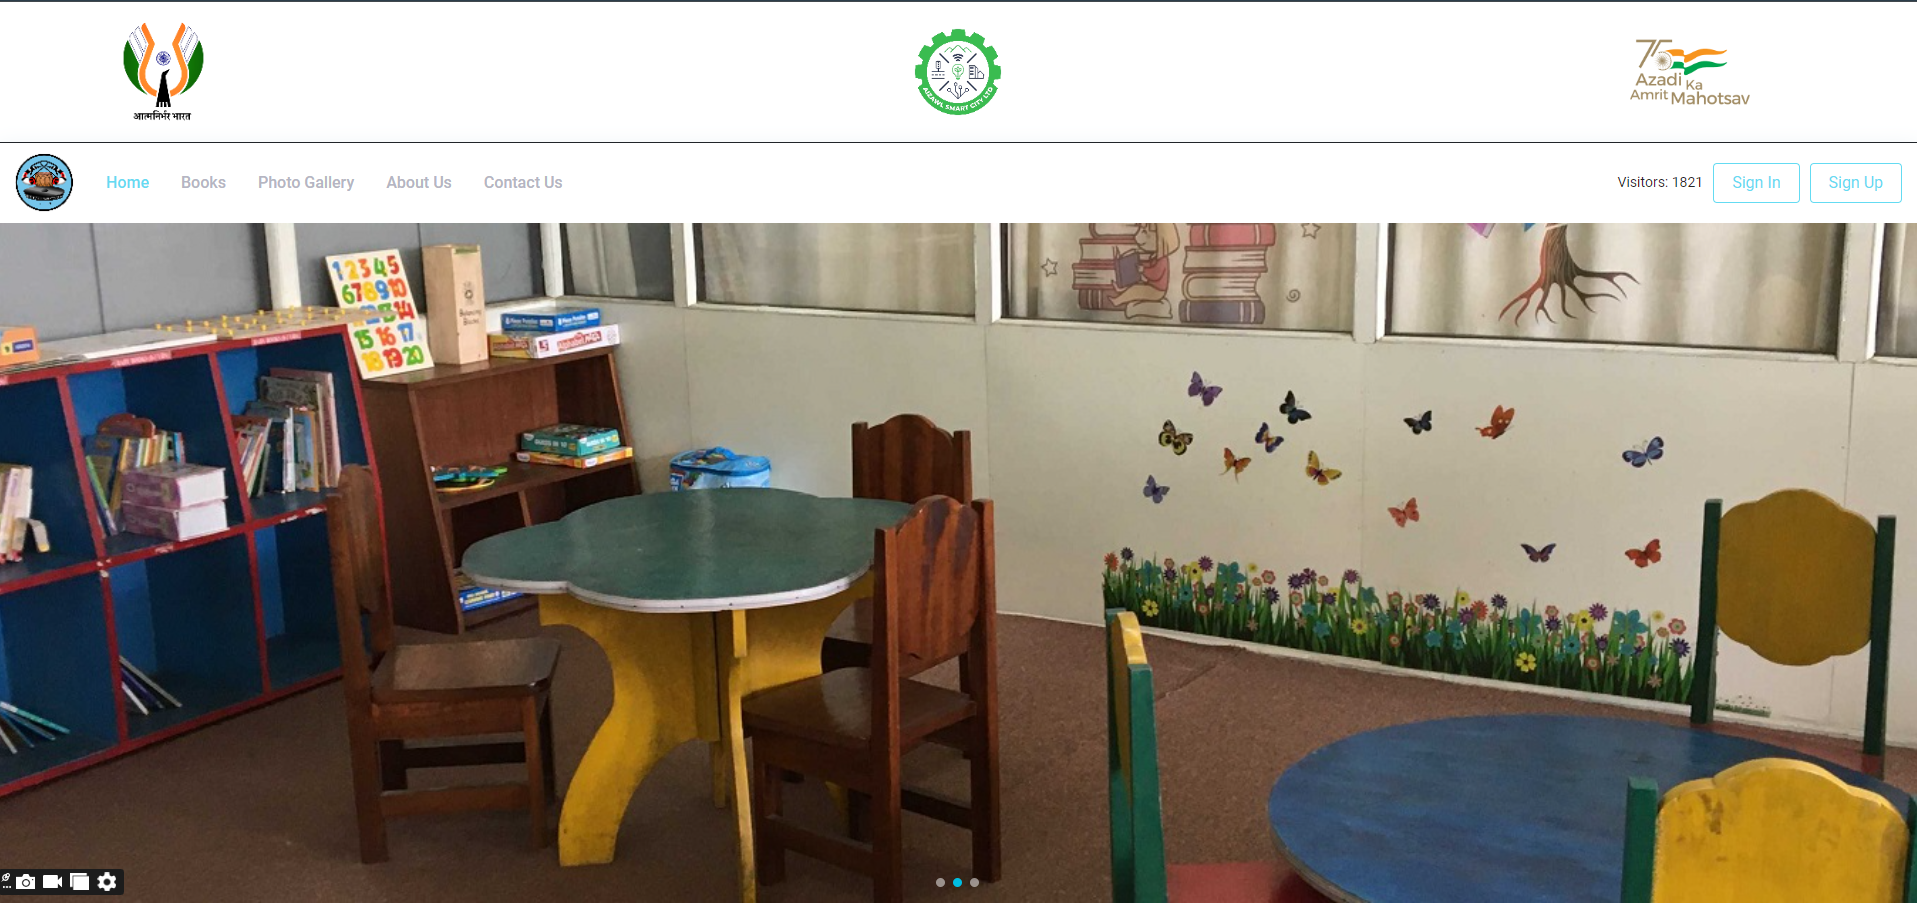 आत्मनिर्भर भारत
AIZAWL SMART CITY LTD
75
Azadi Ka
Amrit Mahotsav
Home
Books
Photo Gallery
About Us
Contact Us
Visitors: 1821
Sign In
Sign Up
1 2 3 4 5
6 7 8 9 10
12 13 14
15 16 17
18 19 20